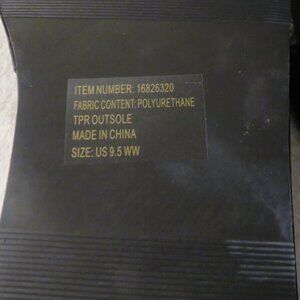 ITEM NUMBER: 16826320
FABRIC CONTENT: POLYURETHANE
TPR OUTSOLE
MADE IN CHINA
SIZE: US 9.5 WW